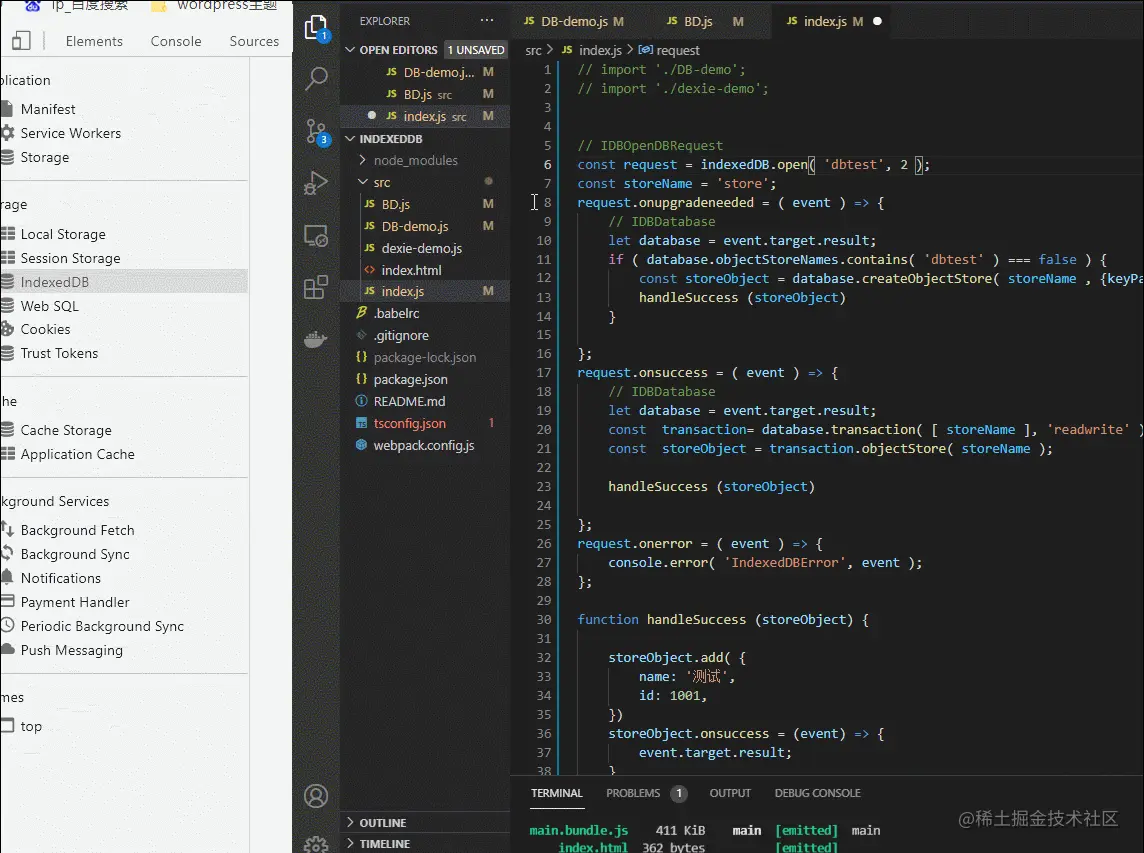 ip_百度搜索
wordpress主题
Elements Console Sources
plication
Manifest
Service Workers
Storage
rage
Local Storage
Session Storage
IndexedDB
Web SQL
Cookies
Trust Tokens
he
Cache Storage
Application Cache
kground Services
Background Fetch
Background Sync
Notifications
Payment Handler
Periodic Background Sync
Push Messaging
mes
top
1
3
EXPLORER ...
OPEN EDITORS 1 UNSAVED
JS DB-demo.j... M
JS BD.js src M
JS index.js src M
INDEXEDDB
node_modules
src
JS BD.js M
JS DB-demo.js M
JS dexie-demo.js
<> index.html
JS index.js M
.babelrc
.gitignore
{} package-lock.json
{} package.json
README.md
TS tsconfig.json 1
webpack.config.js
OUTLINE
TIMELINE
JS DB-demo.js M JS BD.js M JS index.js M
src > JS index.js > request
1 // import './DB-demo';
2 // import './dexie-demo';
3
4
5 // IDBOpenDBRequest
6 const request = indexedDB.open( 'dbtest', 2 );
7 const storeName = 'store';
8 request.onupgradeneeded = ( event ) => {
9 // IDBDatabase
10 let database = event.target.result;
11 if ( database.objectStoreNames.contains( 'dbtest' ) === false ) {
12 const storeObject = database.createObjectStore( storeName , {keyPa
13 handleSuccess (storeObject)
14 }
15
16 };
17 request.onsuccess = ( event ) => {
18 // IDBDatabase
19 let database = event.target.result;
20 const transaction= database.transaction( [ storeName ], 'readwrite' )
21 const storeObject = transaction.objectStore( storeName );
22
23 handleSuccess (storeObject)
24
25 };
26 request.onerror = ( event ) => {
27 console.error( 'IndexedDBError', event );
28 };
29
30 function handleSuccess (storeObject) {
31
32 storeObject.add( {
33 name: '测试',
34 id: 1001,
35 })
36 storeObject.onsuccess = (event) => {
37 event.target.result;
38 }
TERMINAL PROBLEMS 1 OUTPUT DEBUG CONSOLE
main.bundle.js 411 KiB main [emitted] main
index.html 362 bytes [emitted]
@稀土掘金技术社区